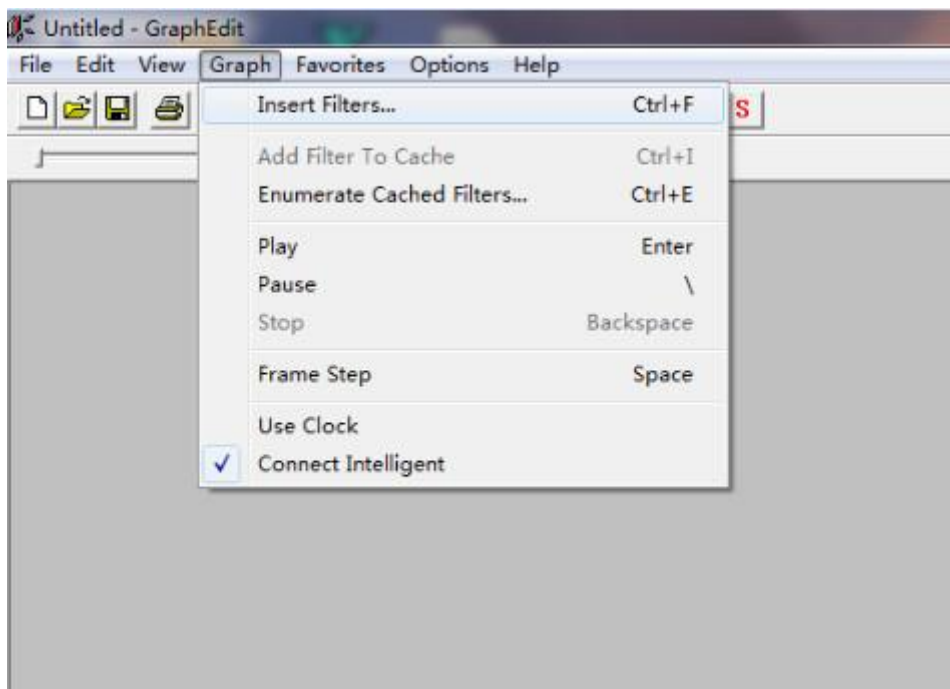 Untitled - GraphEdit
File Edit View Graph Favorites Options Help
Insert Filters... Ctrl+F
S
Add Filter To Cache Ctrl+I
Enumerate Cached Filters... Ctrl+E
Play Enter
Pause \
Stop Backspace
Frame Step Space
Use Clock
Connect Intelligent